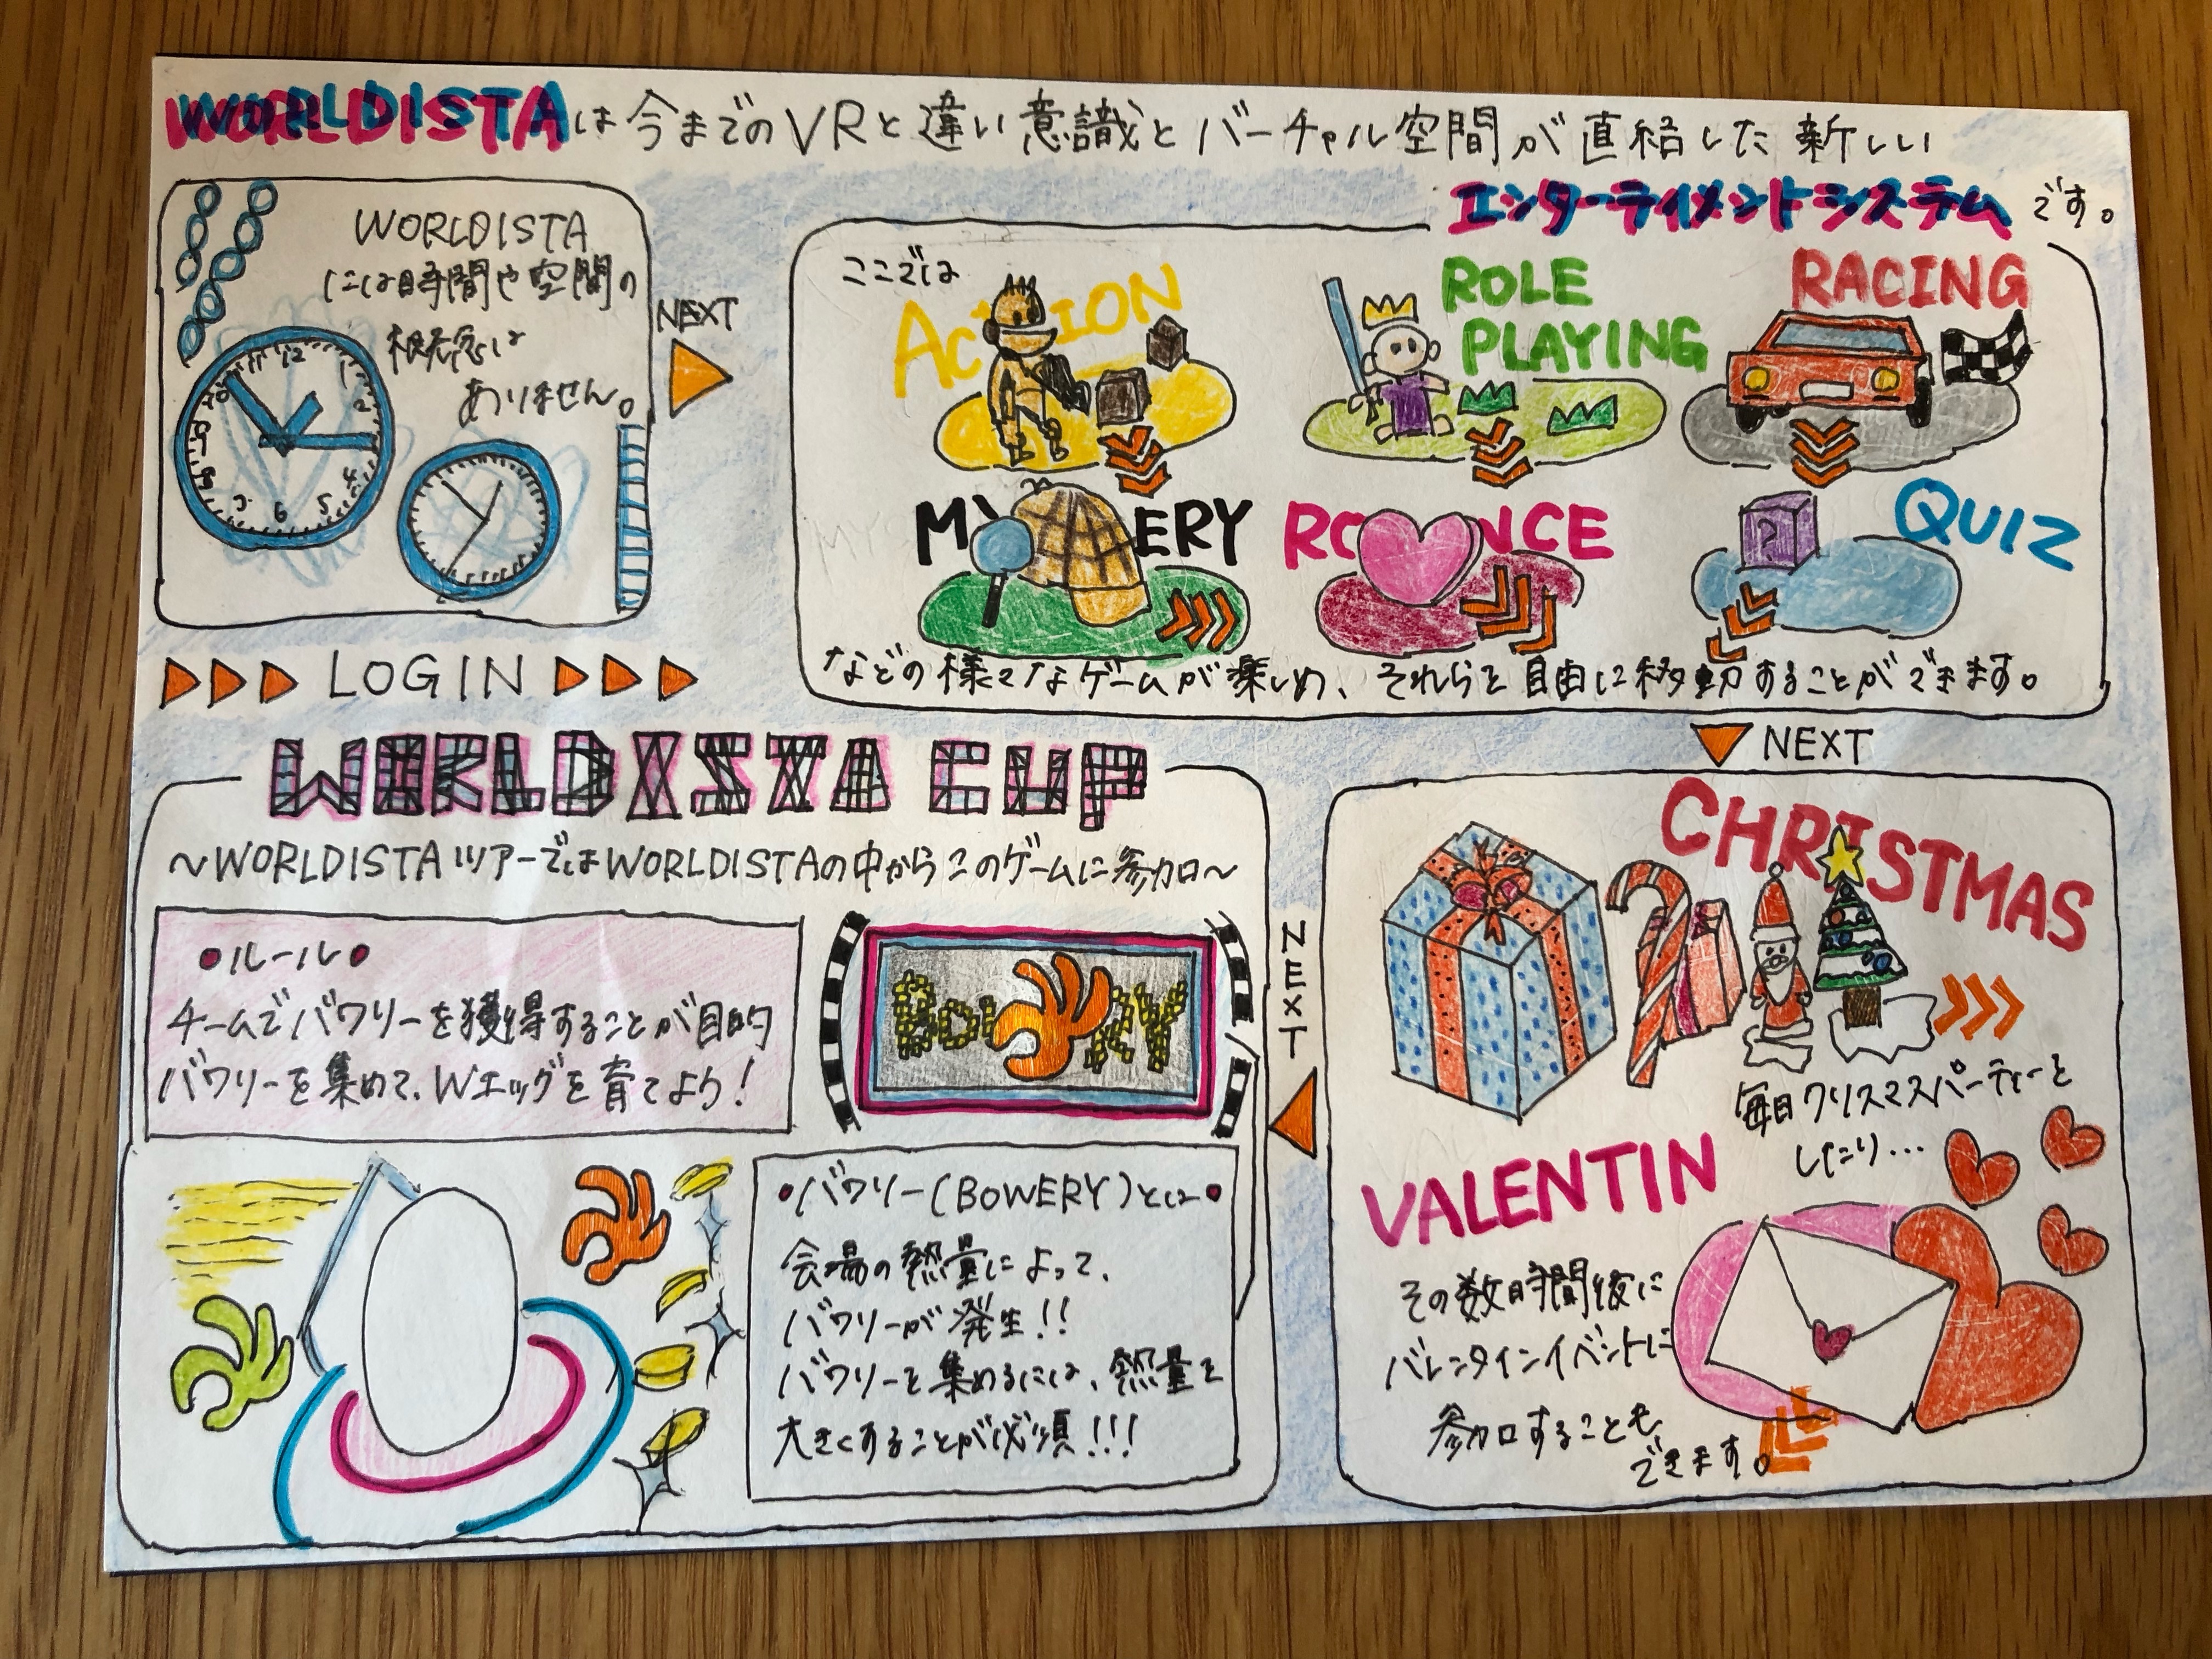 WORLDISTAは今までのVRと違い意識とバーチャル空間が直結した新しい
エンターテイメントシステムです。
WORLDISTA
には時間や空間の
概念は
ありません。
NEXT
ここでは
ACTION
ROLE
PLAYING
RACING
MYSTERY
ROMANCE
QUIZ
?
などの様々なゲームが楽しめ、それらを自由に移動することができます。
NEXT
CHRISTMAS
毎日クリスマスパーティーを
したり...
VALENTIN
その数時間後に
バレンタインイベントに
参加することも
できます。
NEXT
LOGIN
WORLDISTA CUP
～WORLDISTAツアーではWORLDISTAの中からこのゲームに参加～
●ルール●
チームでバワリーを獲得することが目的
バワリーを集めて、Wエッグを育てよう!
BOWERY
●バワリー(BOWERY)とは●
会場の熱量によって、
バワリーが発生!!
バワリーを集めるには、熱量を
大きくすることが必須!!!